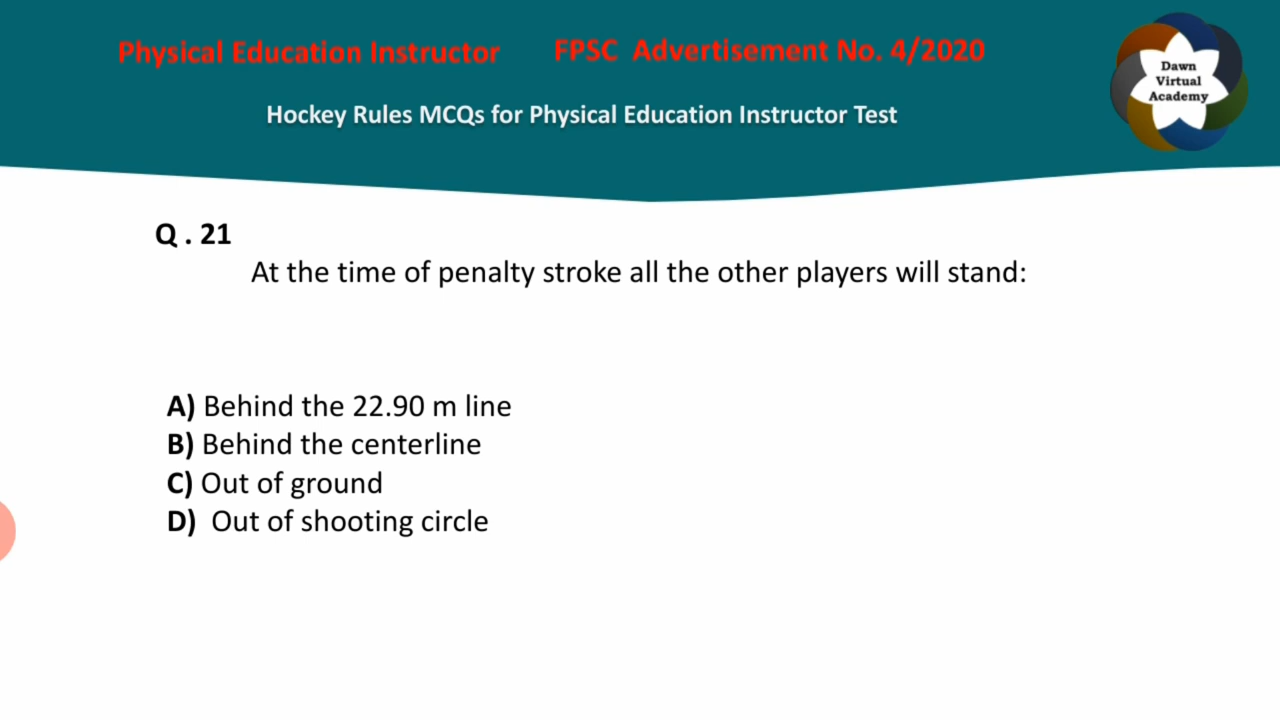 Physical Education Instructor FPSC Advertisement No. 4/2020
Hockey Rules MCQs for Physical Education Instructor Test
Dawn
Virtual
Academy
Q . 21
At the time of penalty stroke all the other players will stand:
A) Behind the 22.90 m line
B) Behind the centerline
C) Out of ground
D) Out of shooting circle